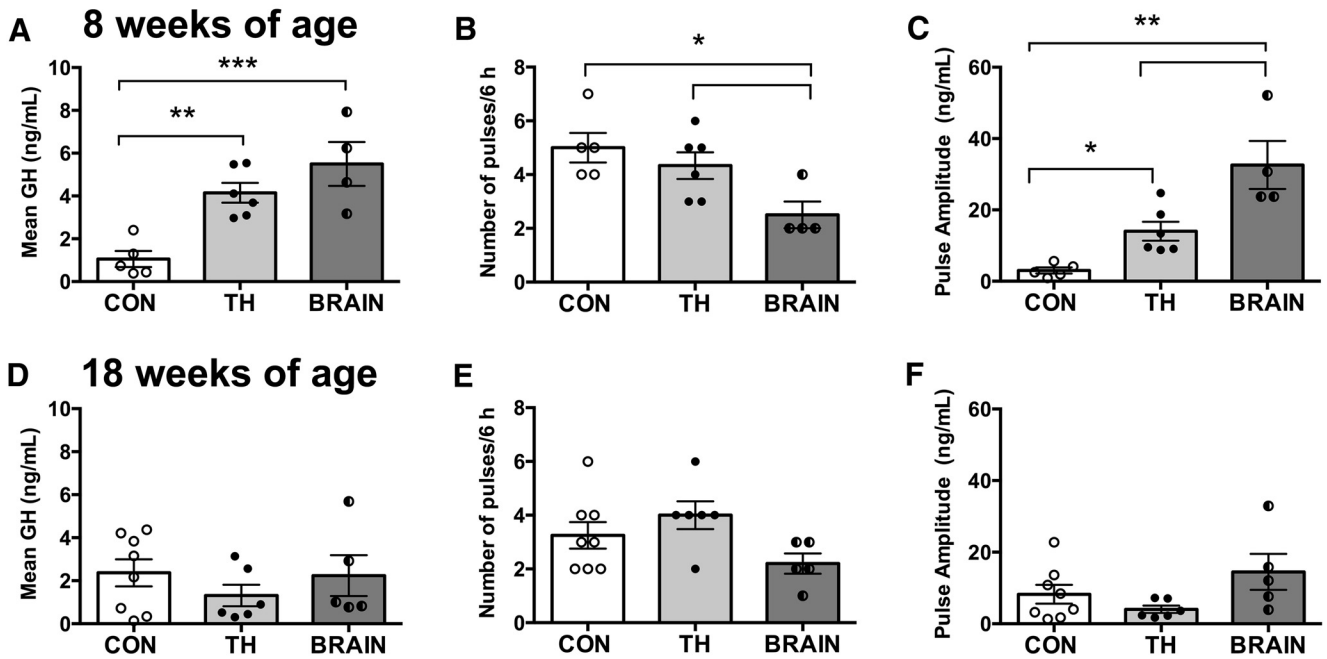 A 8 weeks of age
Mean GH (ng/mL)
10
8
6
4
2
0
***
**
CON TH BRAIN
B
Number of pulses/6 h
8
6
4
2
0
*
CON TH BRAIN
C
Pulse Amplitude (ng/mL)
60
40
20
0
**
*
CON TH BRAIN
D 18 weeks of age
Mean GH (ng/mL)
10
8
6
4
2
0
CON TH BRAIN
E
Number of pulses/6 h
8
6
4
2
0
CON TH BRAIN
F
Pulse Amplitude (ng/mL)
60
40
20
0
CON TH BRAIN